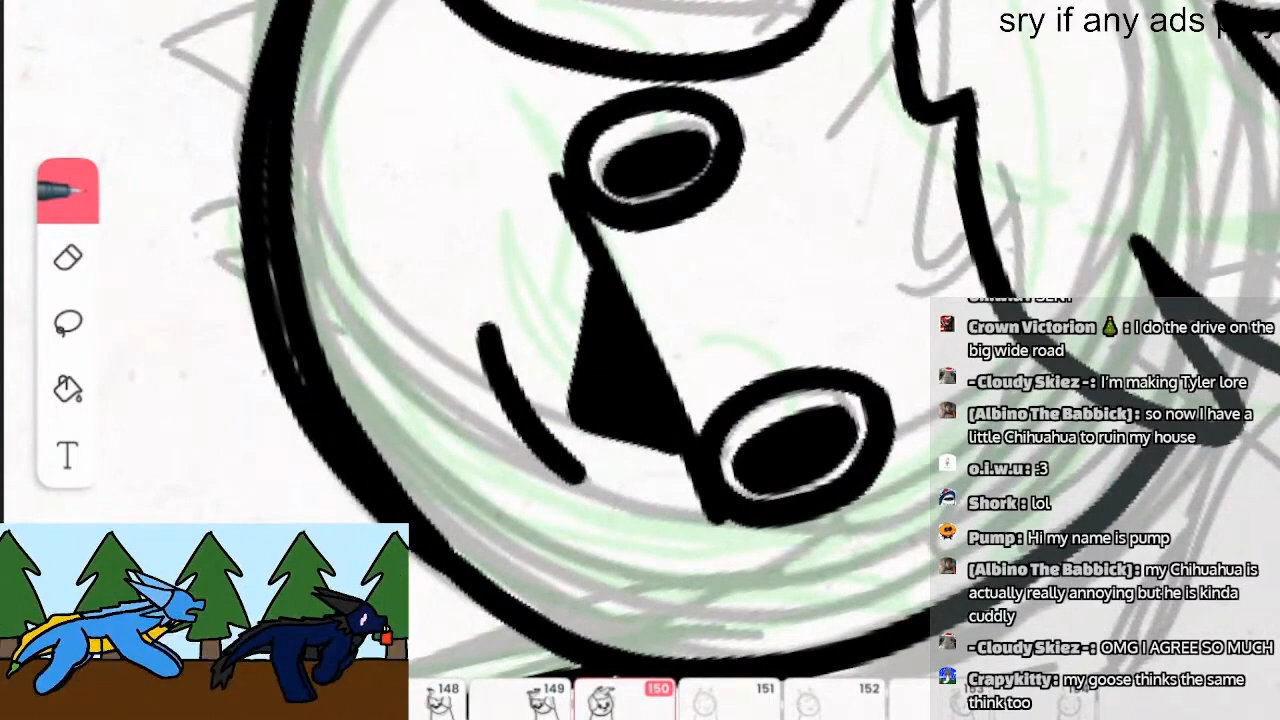 sry if any ads
Crown Victorion : I do the drive on the
big wide road
-Cloudy Skiez-: I'm making Tyler lore
[Albino The Babbick]: so now I have a
little Chihuahua to ruin my house
o.i.w.u: :3
Shork: lol
Pump: Hi my name is pump
[Albino The Babbick]: my Chihuahua is
actually really annoying but he is kinda
cuddly
-Cloudy Skiez-: OMG I AGREE SO MUCH
Crapykitty: my goose thinks the same
think too
T
148 149 150 151 152 153